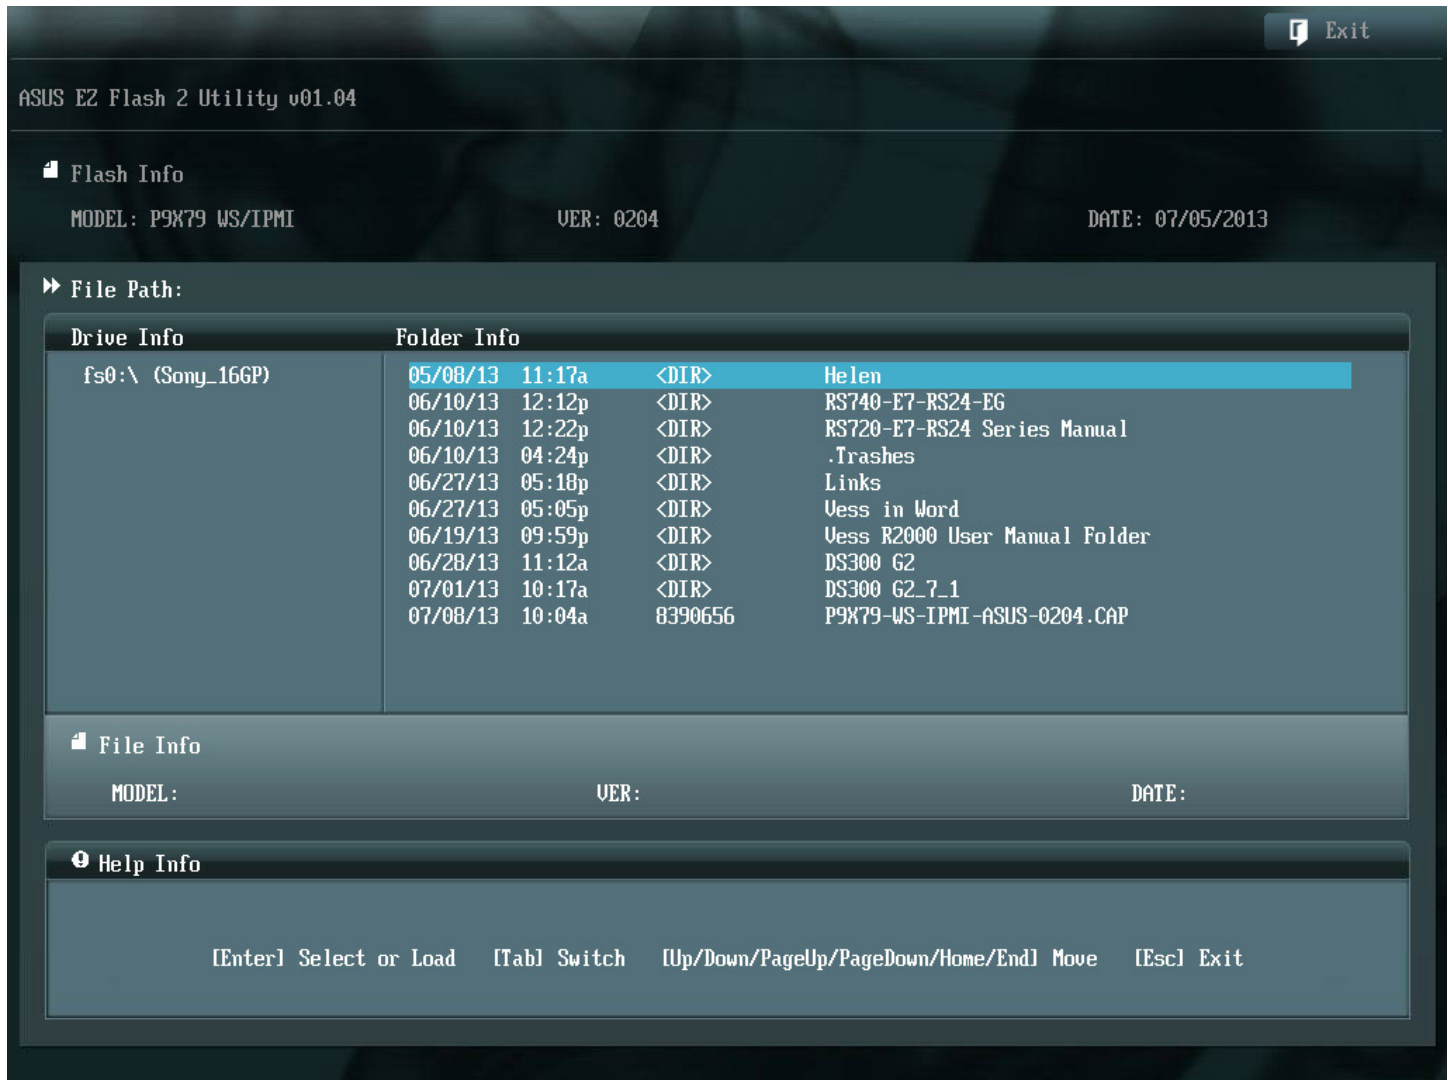 Exit
ASUS EZ Flash 2 Utility v01.04
Flash Info
MODEL: P9X79 WS/IPMI VER: 0204 DATE: 07/05/2013
File Path:
Drive Info Folder Info
fs0:\ (Sony_16GP) 05/08/13 11:17a <DIR> Helen
06/10/13 12:12p <DIR> RS740-E7-RS24-EG
06/10/13 12:22p <DIR> RS720-E7-RS24 Series Manual
06/10/13 04:24p <DIR> .Trashes
06/27/13 05:18p <DIR> Links
06/27/13 05:05p <DIR> Vess in Word
06/19/13 09:59p <DIR> Vess R2000 User Manual Folder
06/28/13 11:12a <DIR> DS300 G2
07/01/13 10:17a <DIR> DS300 G2_7_1
07/08/13 10:04a 8390656 P9X79-WS-IPMI-ASUS-0204.CAP
File Info
MODEL: VER: DATE:
Help Info
[Enter] Select or Load [Tab] Switch [Up/Down/PageUp/PageDown/Home/End] Move [Esc] Exit